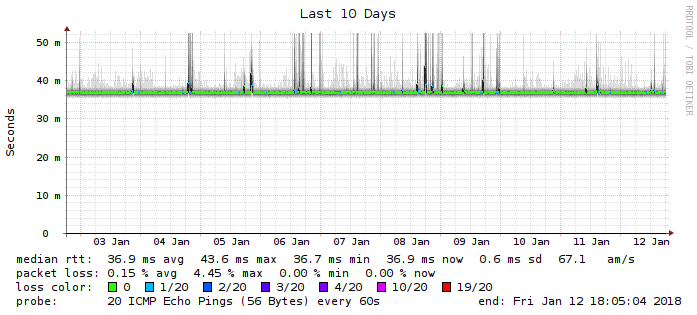 Last 10 Days
RRDTOOL / TOBI OETIKER
Seconds
50 m
40 m
30 m
20 m
10 m
0
03 Jan 04 Jan 05 Jan 06 Jan 07 Jan 08 Jan 09 Jan 10 Jan 11 Jan 12 Jan
median rtt: 36.9 ms avg 43.6 ms max 36.7 ms min 36.9 ms now 0.6 ms sd 67.1 am/s
packet loss: 0.15 % avg 4.45 % max 0.00 % min 0.00 % now
loss color: 0 1/20 2/20 3/20 4/20 10/20 19/20
probe: 20 ICMP Echo Pings (56 Bytes) every 60s end: Fri Jan 12 18:05:04 2018